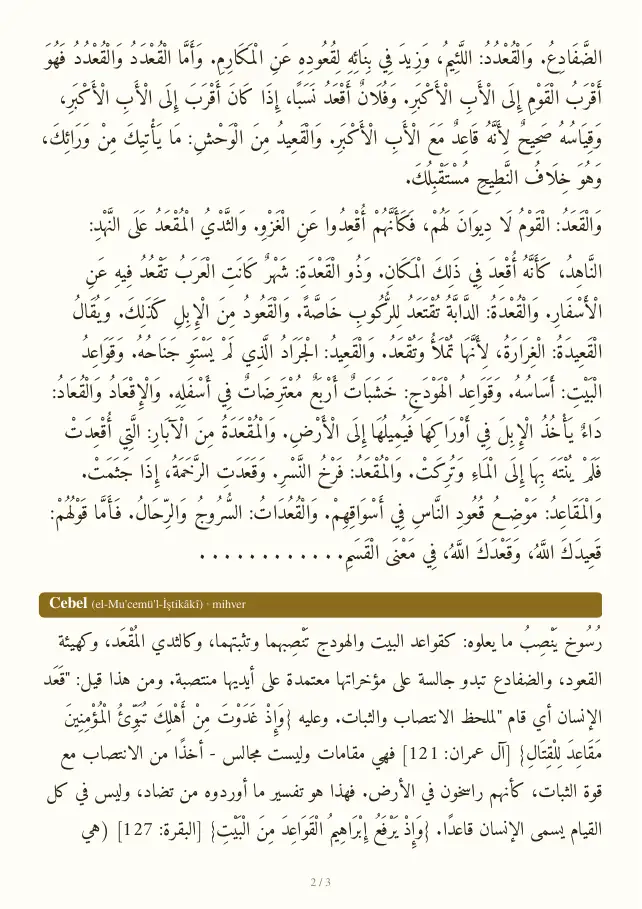 الضَّفَادِعُ. وَالْقُعْدُدُ: اللَّئِيمُ، وَزِيدَ فِي بِنَائِهِ لِقُعُودِهِ عَنِ الْمَكَارِمِ. وَأَمَّا الْقُعْدَدُ وَالْقُعْدُدُ فَهُوَ
أَقْرَبُ الْقَوْمِ إِلَى الْأَبِ الْأَكْبَرِ. وَفُلَانٌ أَقْعَدُ نَسَبًا، إِذَا كَانَ أَقْرَبَ إِلَى الْأَبِ الْأَكْبَرِ،
وَقِيَاسُهُ صَحِيحٌ لِأَنَّهُ قَاعِدٌ مَعَ الْأَبِ الْأَكْبَرِ. وَالْقَعِيدُ مِنَ الْوَحْشِ: مَا يَأْتِيكَ مِنْ وَرَائِكَ،
وَهُوَ خِلَافُ النَّطِيحِ مُسْتَقْبِلُكَ.
وَالْقَعَدُ: الْقَوْمُ لَا دِيوَانَ لَهُمْ، فَكَأَنَّهُمْ أُقْعِدُوا عَنِ الْغَزْوِ. وَالثَّدْيُ الْمُقْعَدُ عَلَى النَّهْدِ:
النَّاهِدُ، كَأَنَّهُ أُقْعِدَ فِي ذَلِكَ الْمَكَانِ. وَذُو الْقَعْدَةِ: شَهْرٌ كَانَتِ الْعَرَبُ تَقْعُدُ فِيهِ عَنِ
الْأَسْفَارِ. وَالْقُعْدَةُ: الدَّابَّةُ تُقْتَعَدُ لِلرُّكُوبِ خَاصَّةً. وَالْقَعُودُ مِنَ الْإِبِلِ كَذَلِكَ. وَيُقَالُ
الْقَعِيدَةُ: الْغِرَارَةُ، لِأَنَّهَا تُمْلَأُ وَتُقْعَدُ. وَالْقَعِيدُ: الْجَرَادُ الَّذِي لَمْ يَسْتَوِ جَنَاحُهُ. وَقَوَاعِدُ
الْبَيْتِ: أَسَاسُهُ. وَقَوَاعِدُ الْهَوْدَجِ: خَشَبَاتٌ أَرْبَعٌ مُعْتَرِضَاتٌ فِي أَسْفَلِهِ. وَالْإِقْعَادُ وَالْقُعَادُ:
دَاءٌ يَأْخُذُ الْإِبِلَ فِي أَوْرَاكِهَا فَيُمِيلُهَا إِلَى الْأَرْضِ. وَالْمُقْعَدَةُ مِنَ الْآبَارِ: الَّتِي أُقْعِدَتْ
فَلَمْ يُنْتَهَ بِهَا إِلَى الْمَاءِ وَتُرِكَتْ. وَالْمُقْعَدُ: فَرْخُ النَّسْرِ. وَقَعَدَتِ الرَّخَمَةُ، إِذَا جَثَمَتْ.
وَالْمَقَاعِدُ: مَوْضِعُ قُعُودِ النَّاسِ فِي أَسْوَاقِهِمْ. وَالْقُعُدَاتُ: السُّرُوجُ وَالرِّحَالُ. فَأَمَّا قَوْلُهُمْ:
قَعِيدَكَ اللَّهُ، وَقَعْدَكَ اللَّهُ، فِي مَعْنَى الْقَسَمِ. . . . . . . . . . . . .
Cebel (el-Mu'cemü'l-İştikâkî) · mihver
رُسُوخ يَنْصِبُ ما يعلوه: كقواعد البيت والهودج تَنْصِبهما وتثبتهما، وكالثدي المُقْعَد، وكهيئة
القعود، والضفادع تبدو جالسة على مؤخراتها معتمدة على أيديها منتصبة. ومن هذا قيل: "قَعَد
الإنسان أي قام "لملحظ الانتصاب والثبات. وعليه {وَإِذْ غَدَوْتَ مِنْ أَهْلِكَ تُبَوِّئُ الْمُؤْمِنِينَ
مَقَاعِدَ لِلْقِتَالِ} [آل عمران: 121] فهي مقامات وليست مجالس - أخذًا من الانتصاب مع
قوة الثبات، كأنهم راسخون في الأرض. فهذا هو تفسير ما أوردوه من تضاد، وليس في كل
القيام يسمى الإنسان قاعدًا. {وَإِذْ يَرْفَعُ إِبْرَاهِيمُ الْقَوَاعِدَ مِنَ الْبَيْتِ} [البقرة: 127] (هي
2 / 3